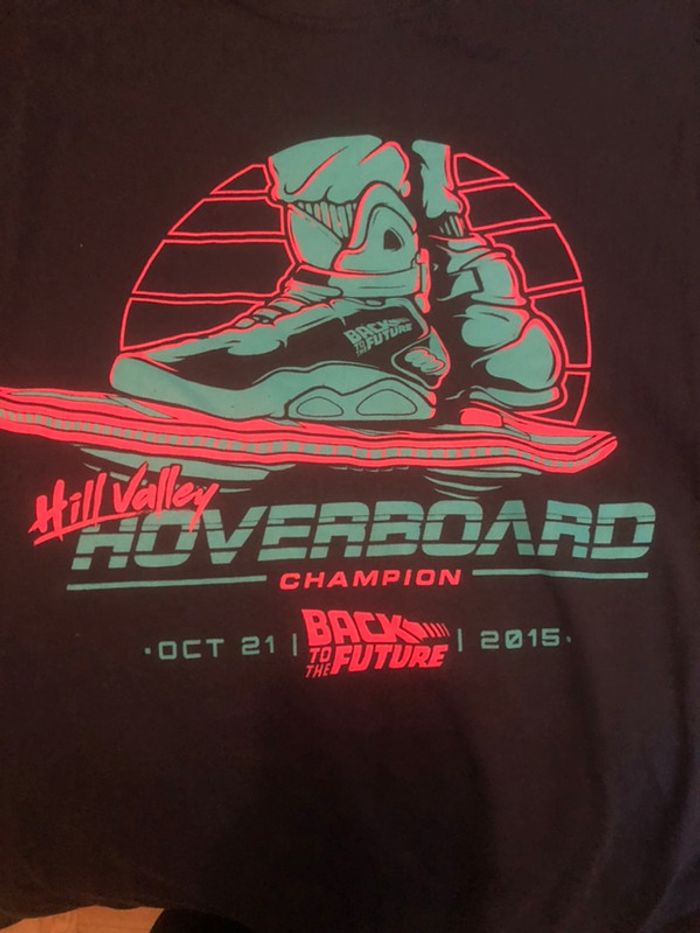 BACK
TO THE FUTURE
Hill Valley
HOVERBOARD
CHAMPION
·OCT 21 | BACK TO THE FUTURE | 2015·